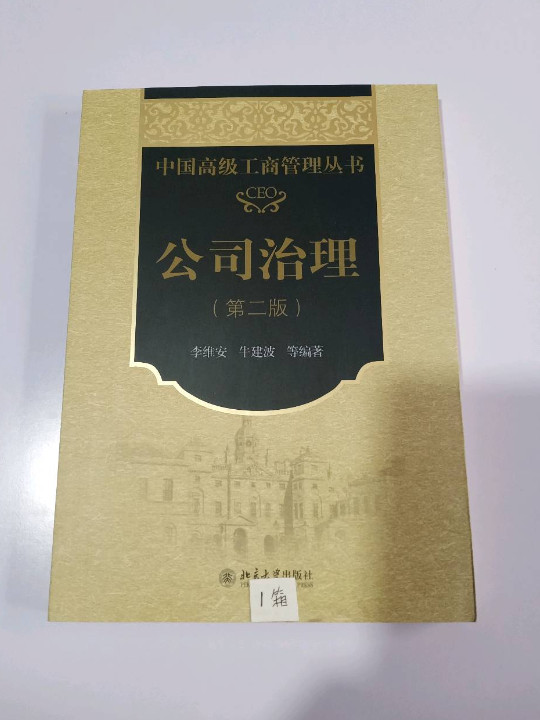 中国高级工商管理丛书
CEO
公司治理
（第二版）
李维安 牛建波 等编著
北京大学出版社
1箱